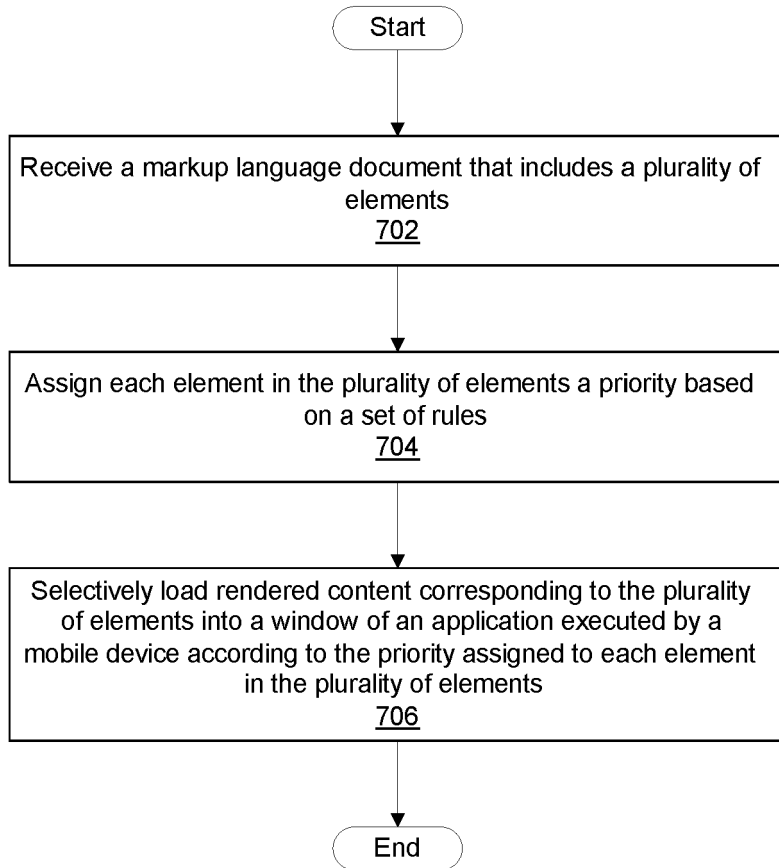 Start
Receive a markup language document that includes a plurality of
elements
702
Assign each element in the plurality of elements a priority based
on a set of rules
704
Selectively load rendered content corresponding to the plurality
of elements into a window of an application executed by a
mobile device according to the priority assigned to each element
in the plurality of elements
706
End